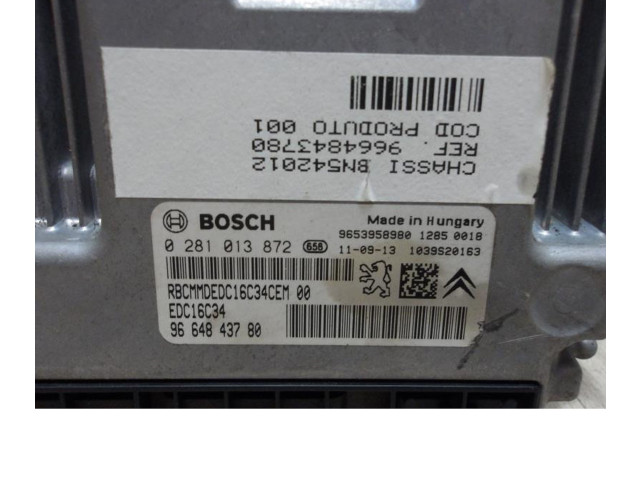 CHASSI BN542012
REF. 9664843780
COD PRODUTO 001
BOSCH
Made in Hungary
9653958980 1285 0018
0 281 013 872 656 11-09-13 1039S20163
RBCMMDEDC16C34CEM 00
EDC16C34
96 648 437 80